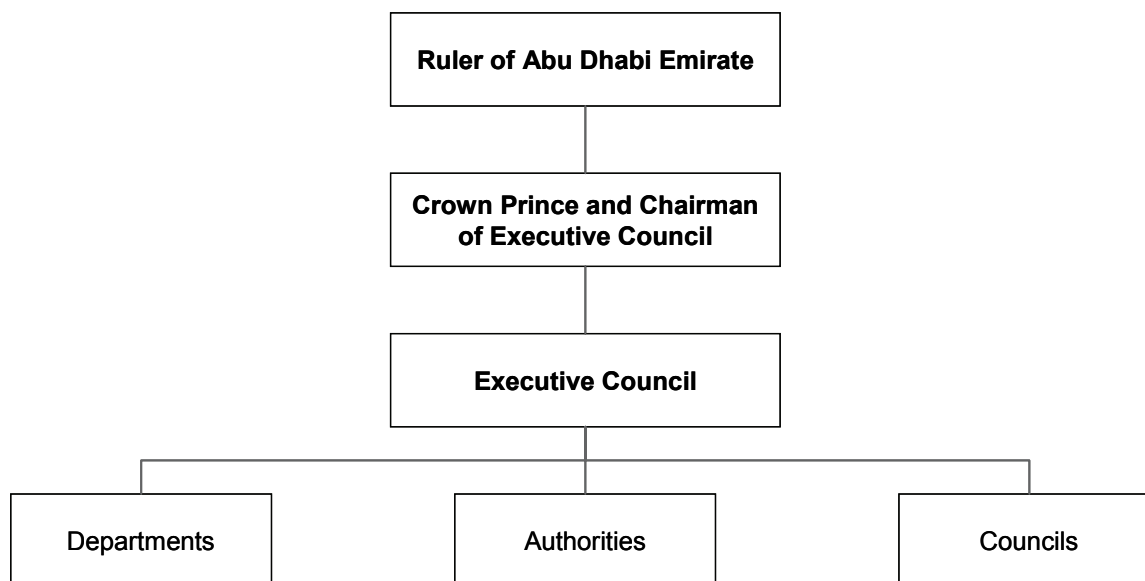 Ruler of Abu Dhabi Emirate
Crown Prince and Chairman
of Executive Council
Executive Council
Departments
Authorities
Councils